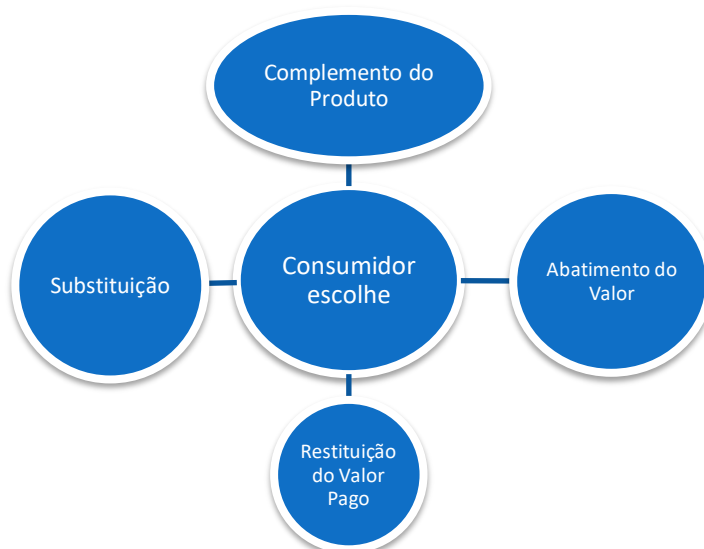 Complemento do
Produto
Substituição
Consumidor
escolhe
Abatimento do
Valor
Restituição
do Valor
Pago